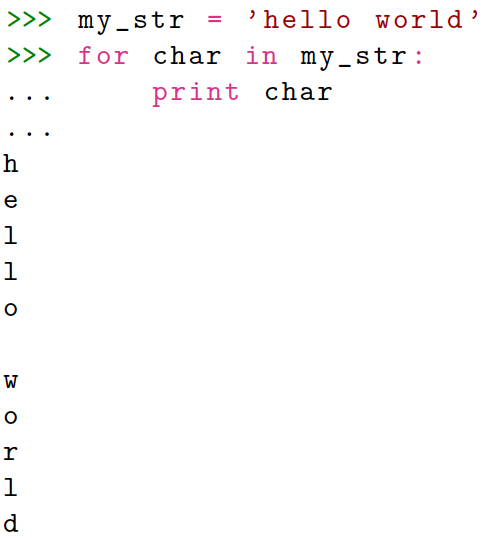 >>> my_str = ’hello world’
>>> for char in my_str:
...     print char
...
h
e
l
l
o

w
o
r
l
d